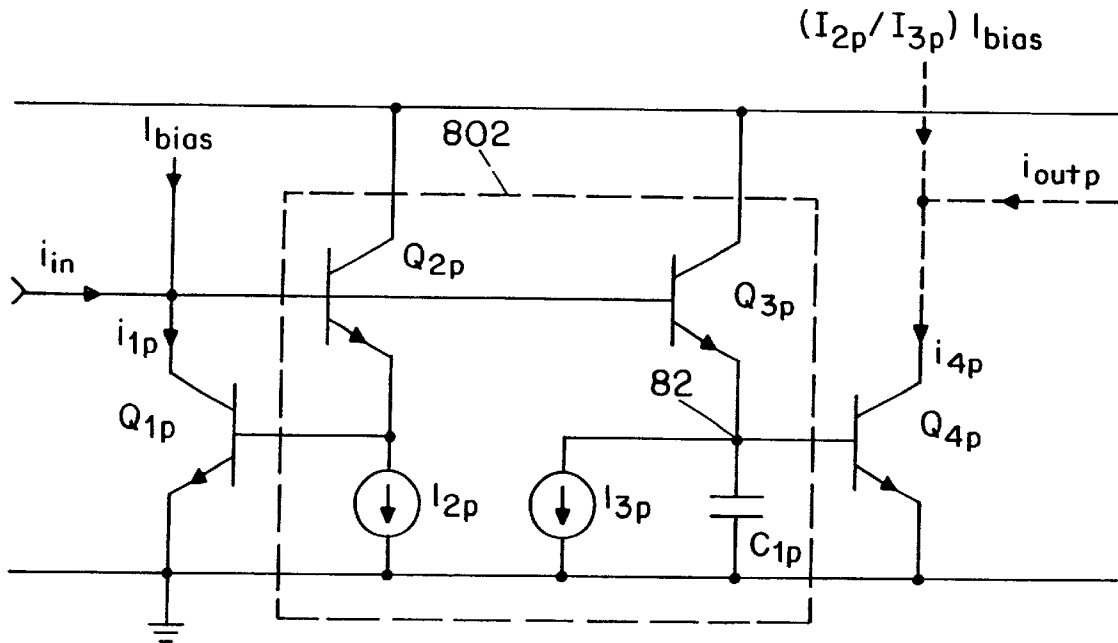 (I2p/I3p) Ibias
Ibias
802
ioutp
iin
Q2p
Q3p
i1p
i4p
Q1p
82
Q4p
I2p
I3p
C1p